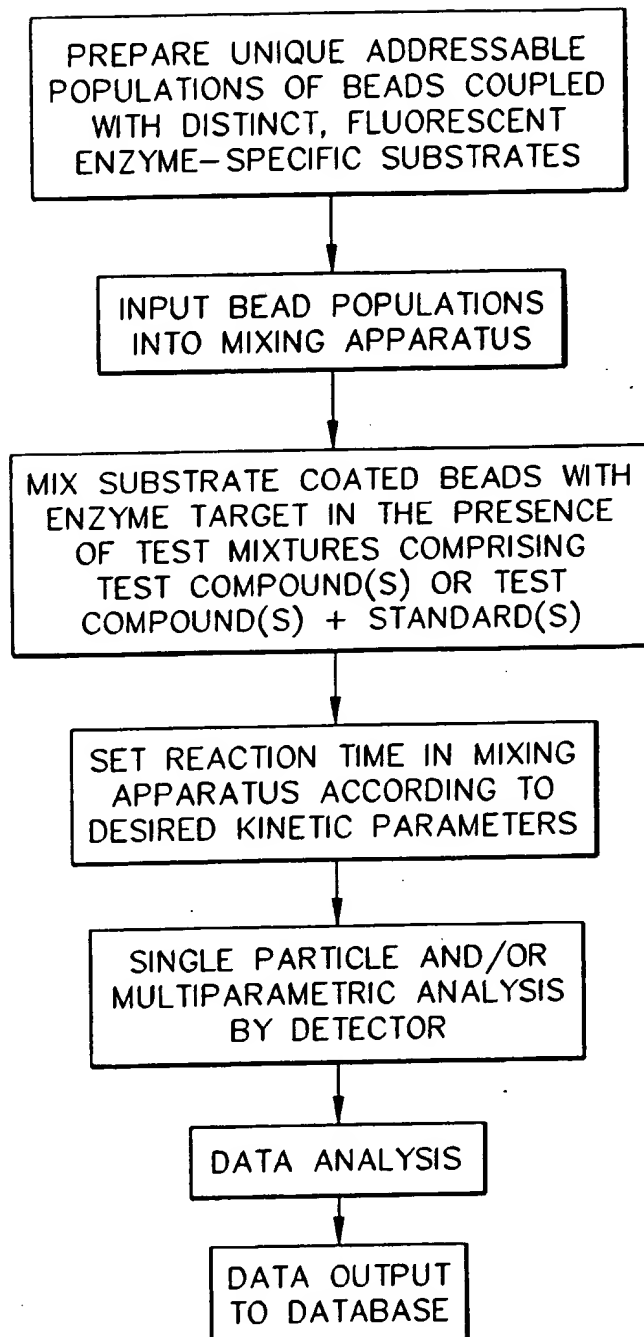 PREPARE UNIQUE ADDRESSABLE
POPULATIONS OF BEADS COUPLED
WITH DISTINCT, FLUORESCENT
ENZYME-SPECIFIC SUBSTRATES
INPUT BEAD POPULATIONS
INTO MIXING APPARATUS
MIX SUBSTRATE COATED BEADS WITH
ENZYME TARGET IN THE PRESENCE
OF TEST MIXTURES COMPRISING
TEST COMPOUND(S) OR TEST
COMPOUND(S) + STANDARD(S)
SET REACTION TIME IN MIXING
APPARATUS ACCORDING TO
DESIRED KINETIC PARAMETERS
SINGLE PARTICLE AND/OR
MULTIPARAMETRIC ANALYSIS
BY DETECTOR
DATA ANALYSIS
DATA OUTPUT
TO DATABASE